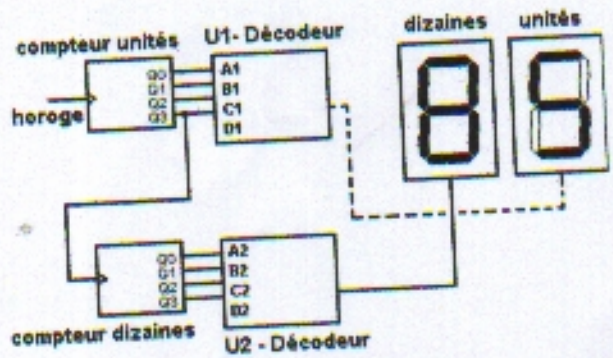 dizaines unités
compteur unités
U1- Décodeur
Q0
Q1
Q2
Q3
A1
B1
C1
D1
horoge
Q0
Q1
Q2
Q3
A2
B2
C2
D2
compteur dizaines
U2 - Décodeur